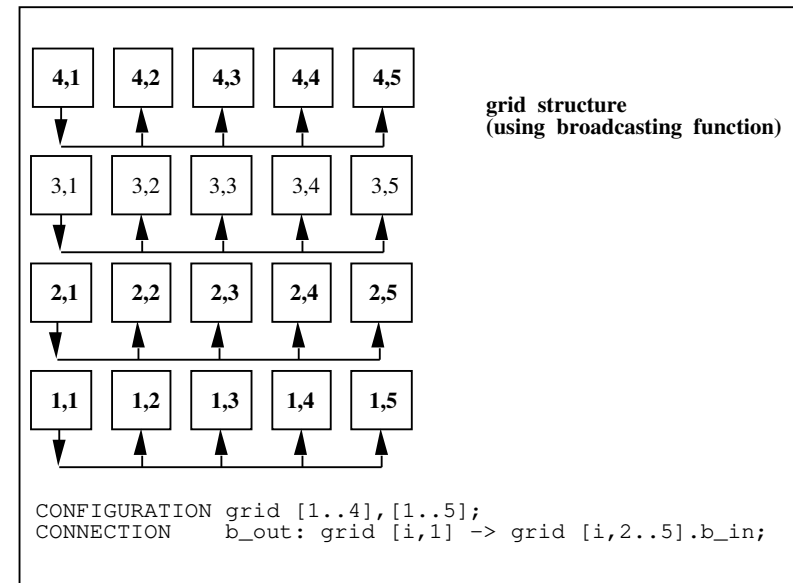 4,1 4,2 4,3 4,4 4,5
grid structure
(using broadcasting function)
3,1 3,2 3,3 3,4 3,5
2,1 2,2 2,3 2,4 2,5
1,1 1,2 1,3 1,4 1,5
CONFIGURATION grid [1..4],[1..5];
CONNECTION b_out: grid [i,1] -> grid [i,2..5].b_in;